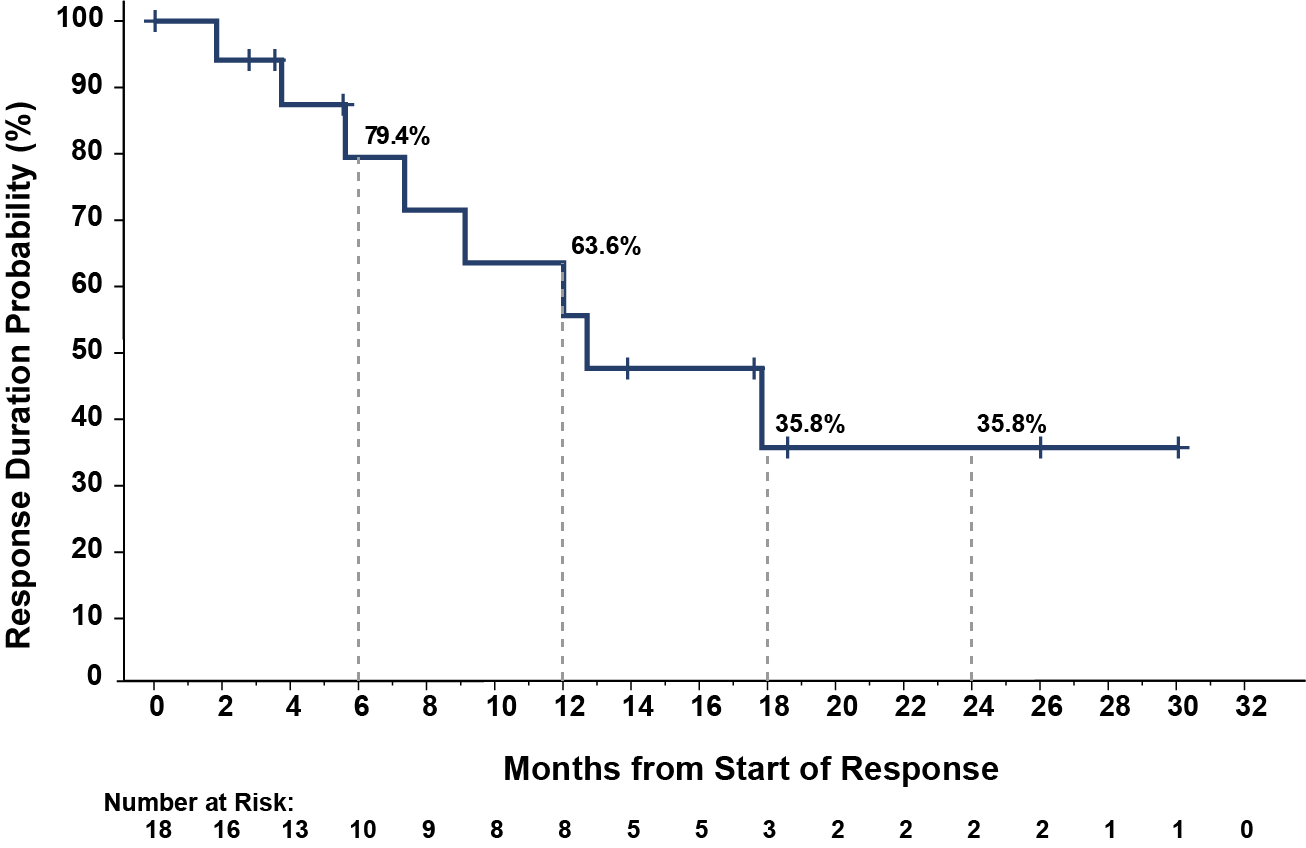 Response Duration Probability (%)
100
90
80
70
60
50
40
30
20
10
0
79.4%
63.6%
35.8% 35.8%
0 2 4 6 8 10 12 14 16 18 20 22 24 26 28 30 32
Months from Start of Response
Number at Risk:
18 16 13 10 9 8 8 5 5 3 2 2 2 2 1 1 0